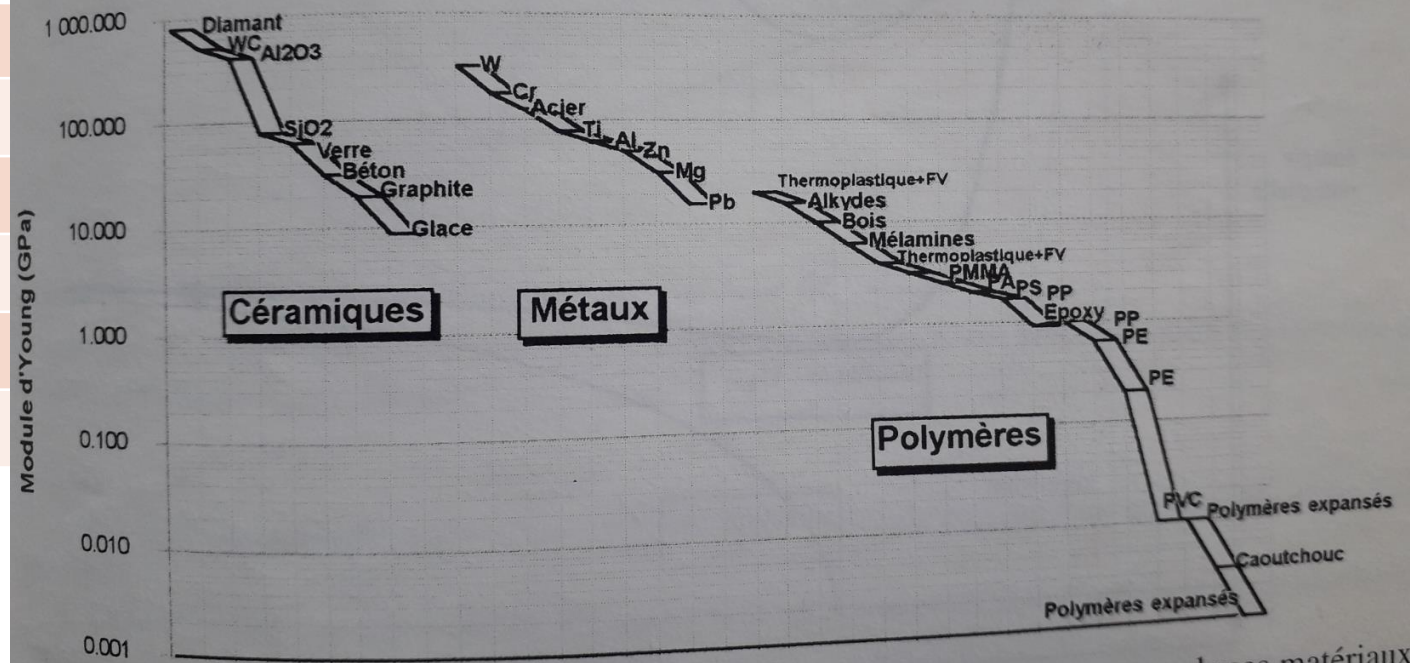 1 000.000
100.000
10.000
1.000
0.100
0.010
0.001
Module d'Young (GPa)
Diamant
WC
Al2O3
SiO2
Verre
Béton
Graphite
Glace
Céramiques
W
Cr
Acier
Ti
Al
Zn
Mg
Pb
Métaux
Thermoplastique+FV
Alkydes
Bois
Mélamines
Thermoplastique+FV
PMMA
PA
PS
PP
Epoxy
PP
PE
PE
Polymères
PVC
Polymères expansés
Caoutchouc
Polymères expansés
matériaux